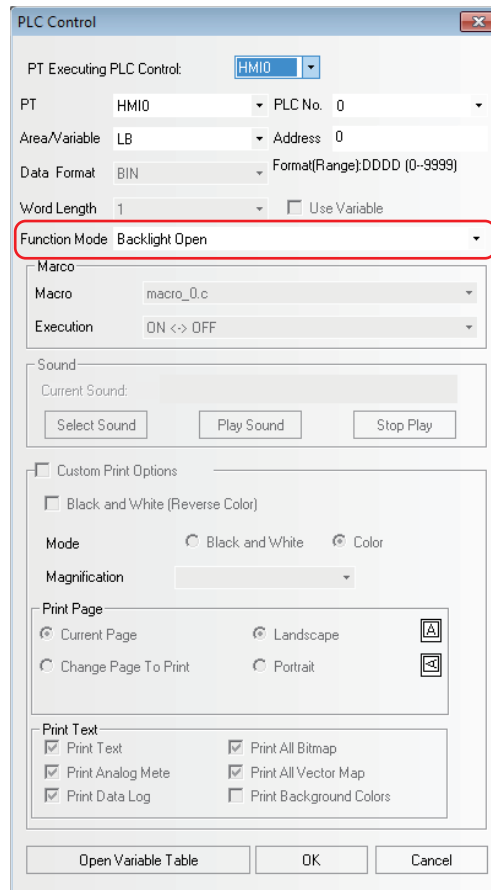 PLC Control
PT Executing PLC Control: HMI0
PT HMI0 PLC No. 0
Area/Variable LB Address 0
Data Format BIN Format(Range):DDDD (0--9999)
Word Length 1 Use Variable
Function Mode Backlight Open
Marco
Macro macro_0.c
Execution ON <-> OFF
Sound
Current Sound:
Select Sound Play Sound Stop Play
Custom Print Options
Black and White (Reverse Color)
Mode Black and White Color
Magnification
Print Page
Current Page Landscape A
Change Page To Print Portrait A
Print Text
Print Text Print All Bitmap
Print Analog Mete Print All Vector Map
Print Data Log Print Background Colors
Open Variable Table OK Cancel